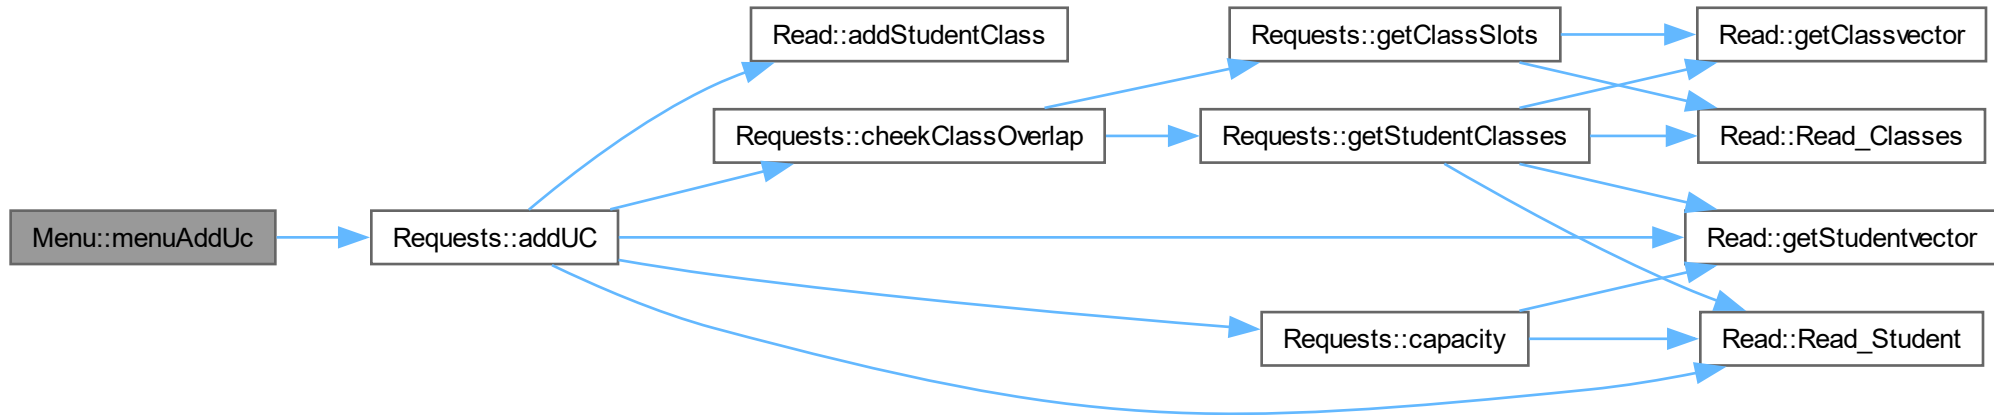 Read::addStudentClass
Requests::getClassSlots
Read::getClassvector
Requests::cheekClassOverlap
Requests::getStudentClasses
Read::Read_Classes
Menu::menuAddUc
Requests::addUC
Read::getStudentvector
Requests::capacity
Read::Read_Student